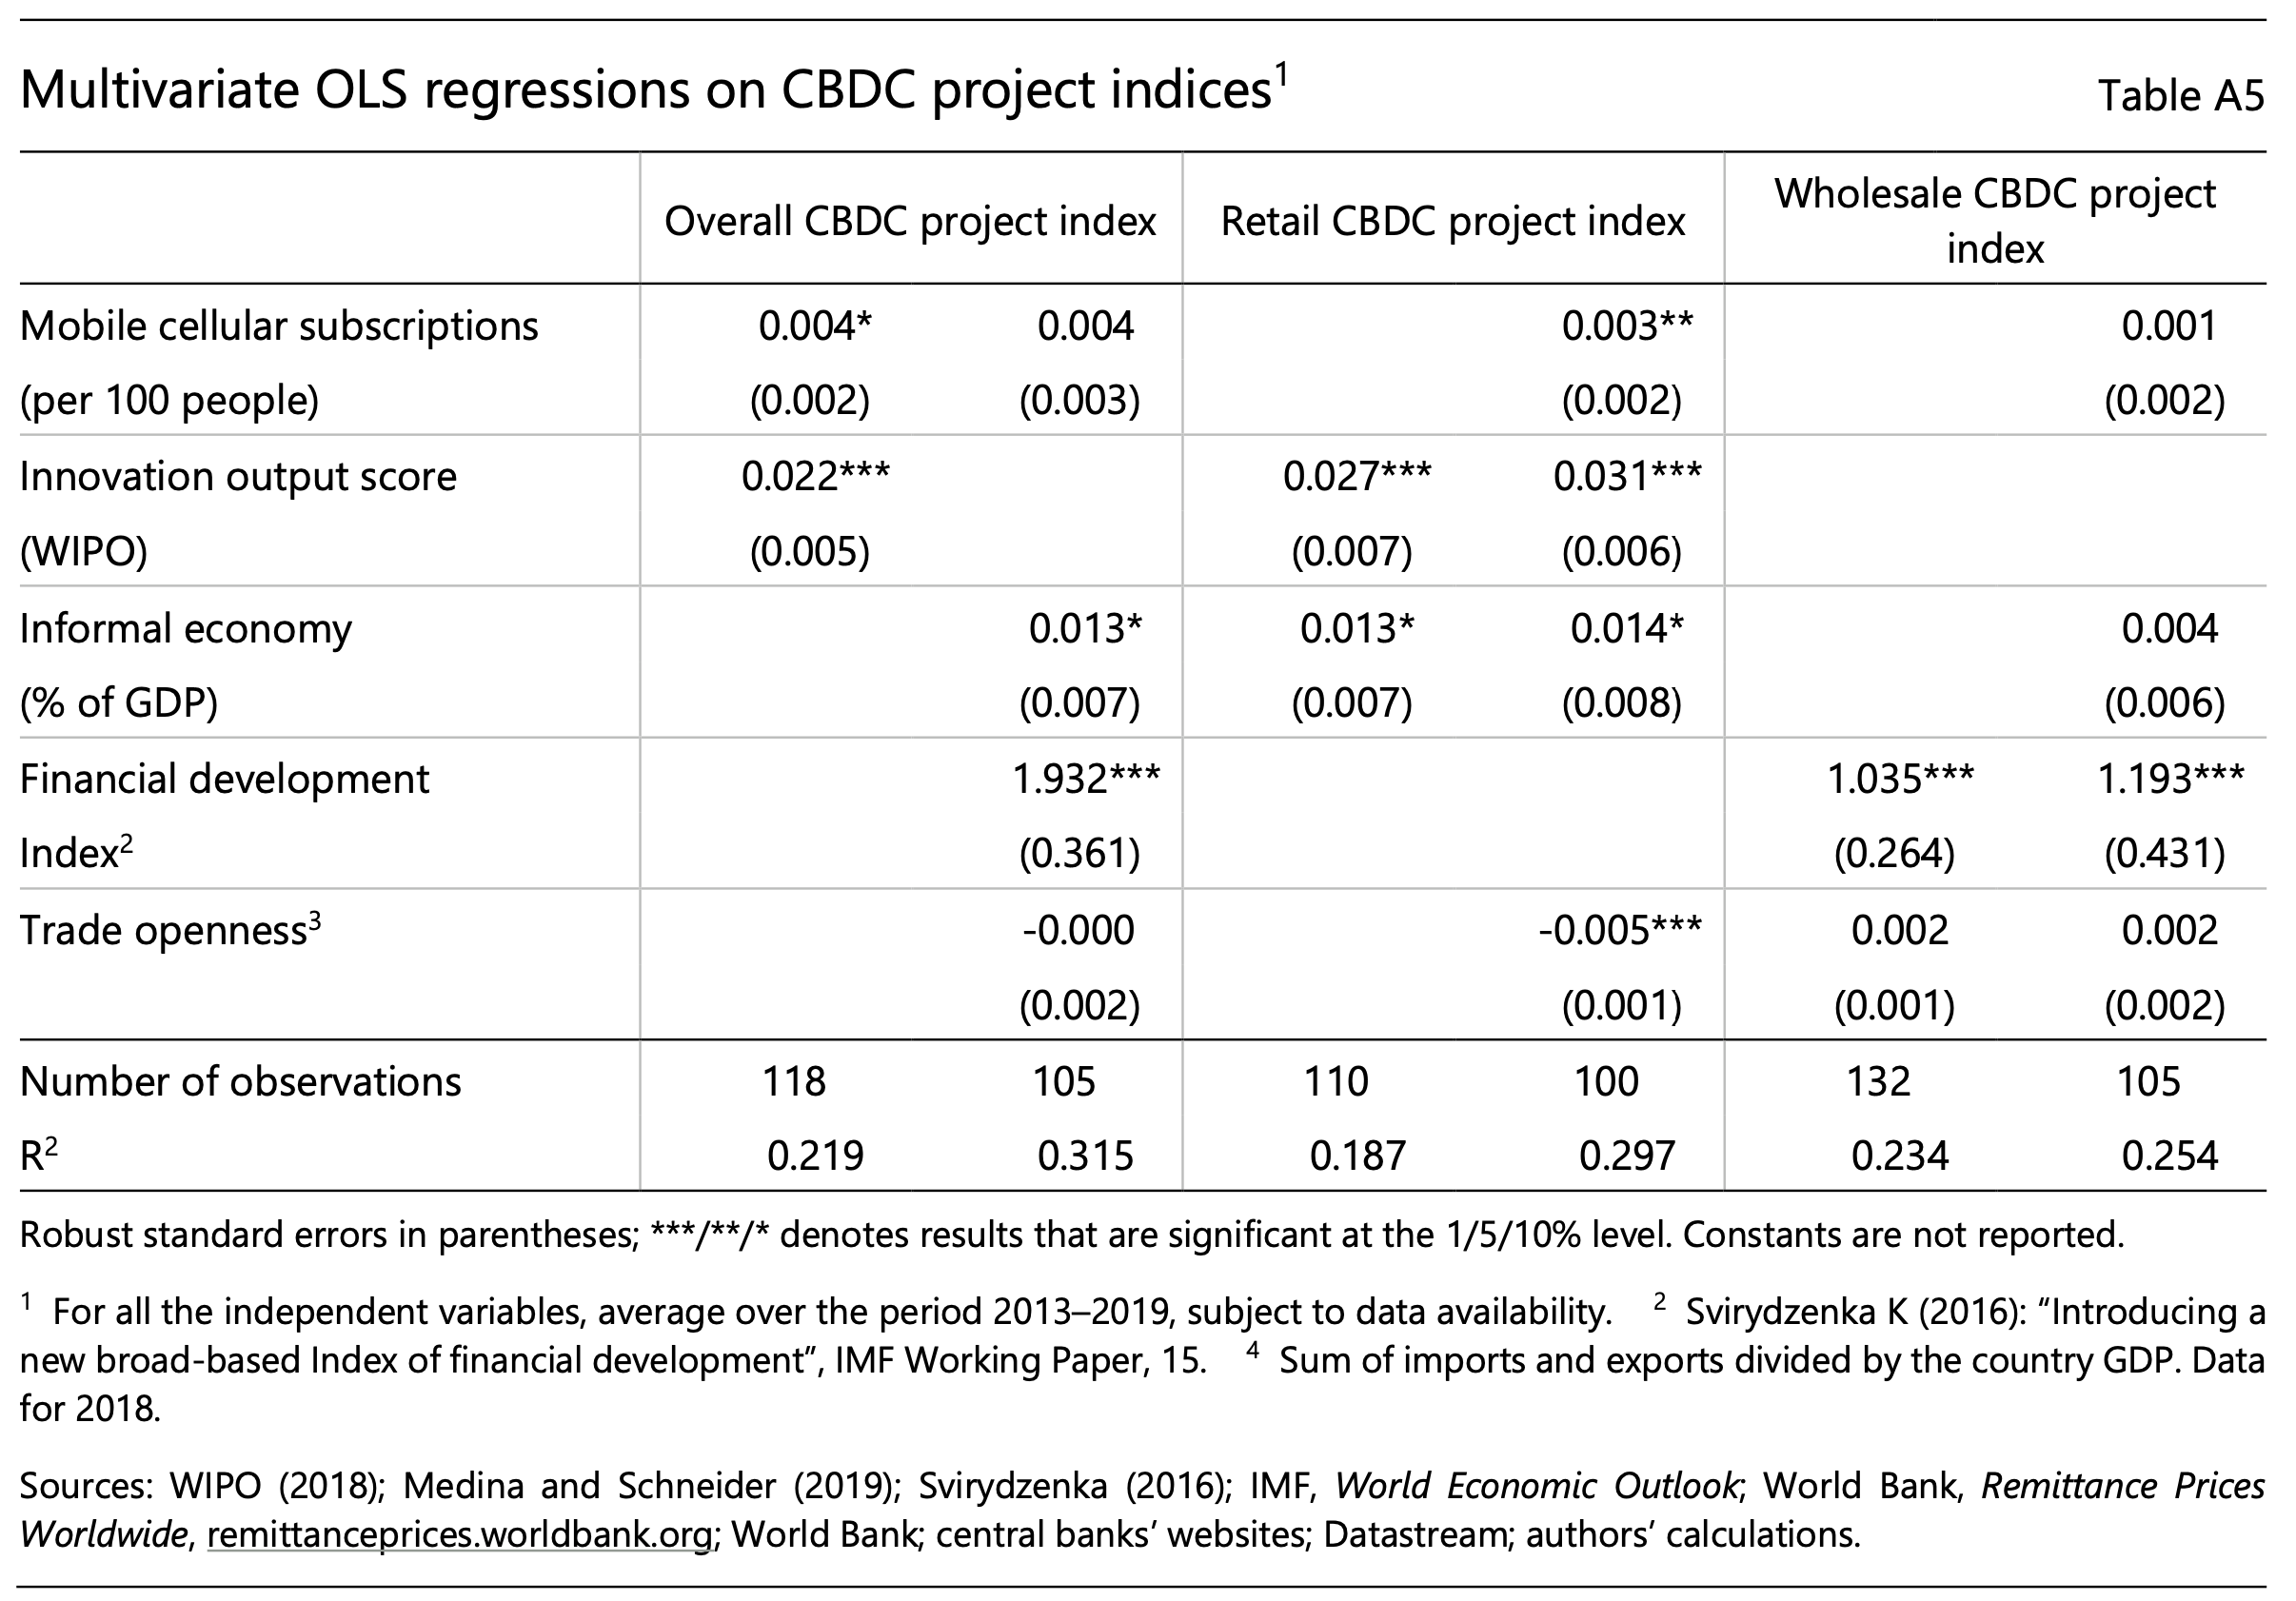 Multivariate OLS regressions on CBDC project indices1 Table A5
Overall CBDC project index Retail CBDC project index Wholesale CBDC project index
Mobile cellular subscriptions 0.004* 0.004 0.003** 0.001
(per 100 people) (0.002) (0.003) (0.002) (0.002)
Innovation output score 0.022*** 0.027*** 0.031***
(WIPO) (0.005) (0.007) (0.006)
Informal economy 0.013* 0.013* 0.014* 0.004
(% of GDP) (0.007) (0.007) (0.008) (0.006)
Financial development 1.932*** 1.035*** 1.193***
Index2 (0.361) (0.264) (0.431)
Trade openness3 -0.000 -0.005*** 0.002 0.002
(0.002) (0.001) (0.001) (0.002)
Number of observations 118 105 110 100 132 105
R2 0.219 0.315 0.187 0.297 0.234 0.254
Robust standard errors in parentheses; ***/**/* denotes results that are significant at the 1/5/10% level. Constants are not reported.
1 For all the independent variables, average over the period 2013–2019, subject to data availability. 2 Svirydzenka K (2016): “Introducing a
new broad-based Index of financial development”, IMF Working Paper, 15. 4 Sum of imports and exports divided by the country GDP. Data
for 2018.
Sources: WIPO (2018); Medina and Schneider (2019); Svirydzenka (2016); IMF, World Economic Outlook; World Bank, Remittance Prices
Worldwide, remittanceprices.worldbank.org; World Bank; central banks’ websites; Datastream; authors’ calculations.